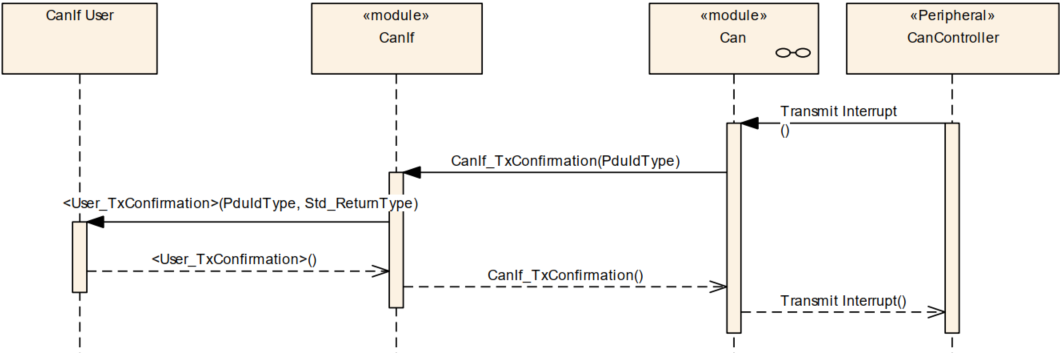 CanIf User
«module»
CanIf
«module»
Can
«Peripheral»
CanController
Transmit Interrupt
()
CanIf_TxConfirmation(PduIdType)
<User_TxConfirmation>(PduIdType, Std_ReturnType)
<User_TxConfirmation>()
CanIf_TxConfirmation()
Transmit Interrupt()